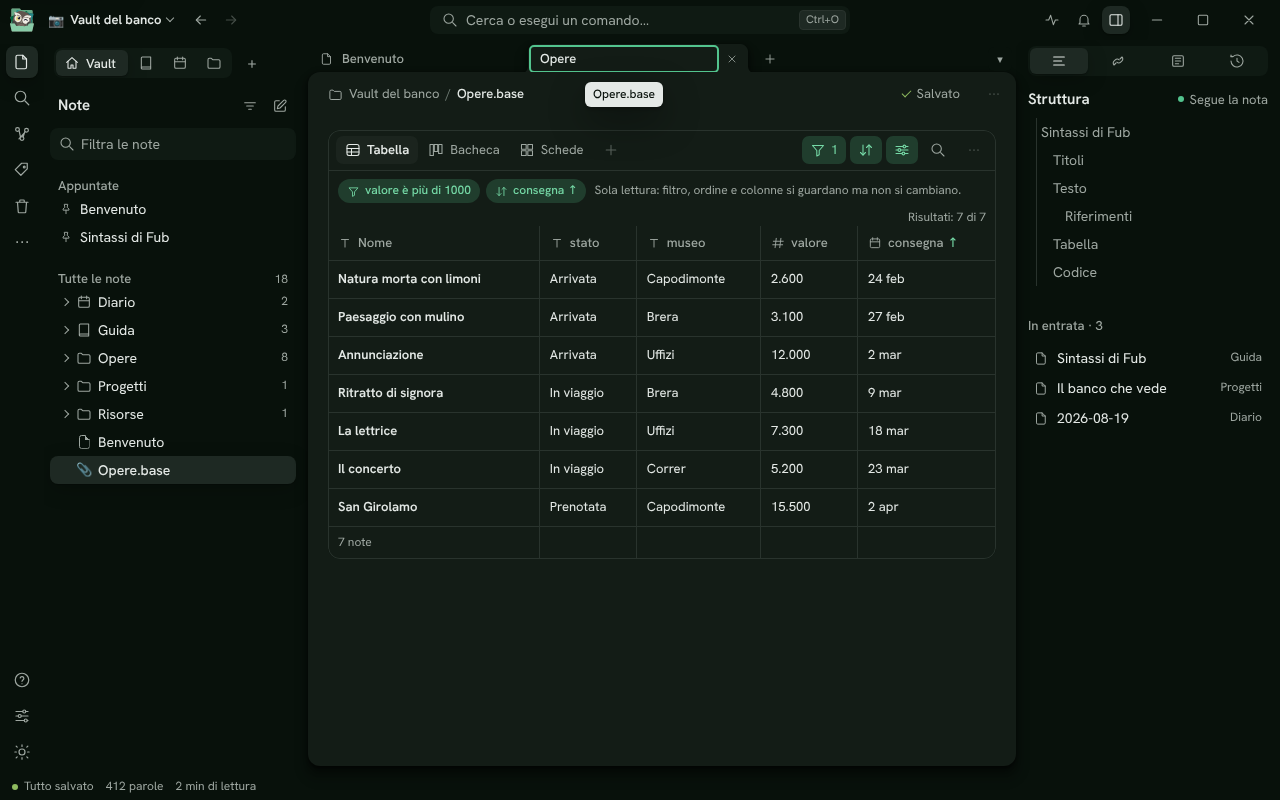 Vault del banco
Cerca o esegui un comando...
Ctrl+O
Vault
Note
Filtra le note
Appuntate
Benvenuto
Sintassi di Fub
Tutte le note 18
Diario 2
Guida 3
Opere 8
Progetti 1
Risorse 1
Benvenuto
Opere.base
Tutto salvato 412 parole 2 min di lettura
Benvenuto
Opere
Vault del banco / Opere.base
Opere.base
Salvato
Tabella Bacheca Schede
1
valore è più di 1000 consegna ↑ Sola lettura: filtro, ordine e colonne si guardano ma non si cambiano.
Risultati: 7 di 7
Nome stato museo valore consegna ↑
Natura morta con limoni Arrivata Capodimonte 2.600 24 feb
Paesaggio con mulino Arrivata Brera 3.100 27 feb
Annunciazione Arrivata Uffizi 12.000 2 mar
Ritratto di signora In viaggio Brera 4.800 9 mar
La lettrice In viaggio Uffizi 7.300 18 mar
Il concerto In viaggio Correr 5.200 23 mar
San Girolamo Prenotata Capodimonte 15.500 2 apr
7 note
Struttura Segue la nota
Sintassi di Fub
Titoli
Testo
Riferimenti
Tabella
Codice
In entrata · 3
Sintassi di Fub Guida
Il banco che vede Progetti
2026-08-19 Diario